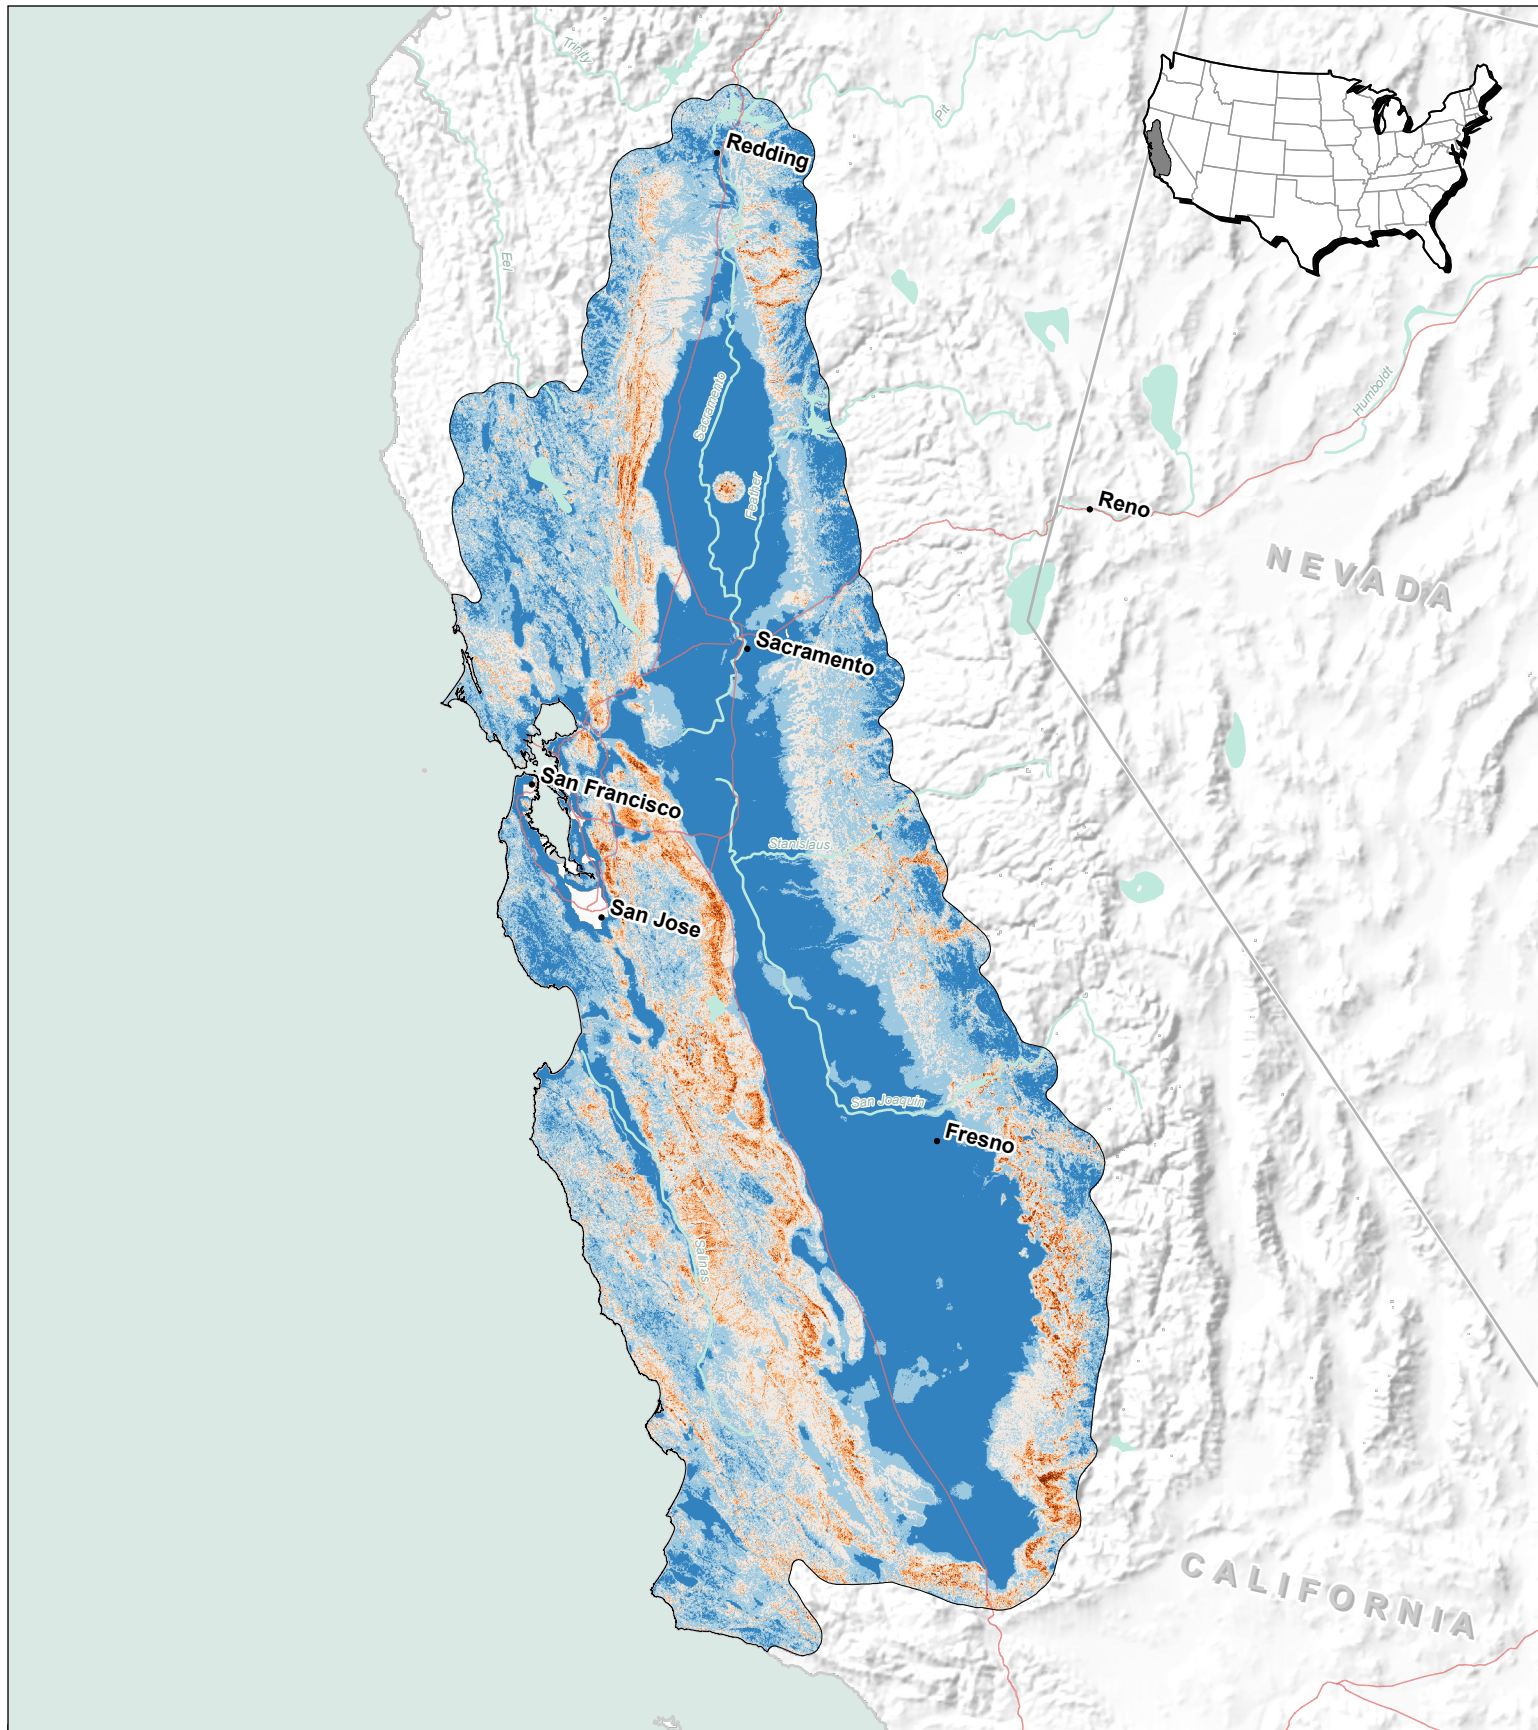 Trinity
Pit
Redding
Eel
Humboldt
Sacramento
Feather
Reno
NEVADA
Sacramento
San Francisco
Stanislaus
San Jose
San Joaquin
Fresno
Salinas
CALIFORNIA